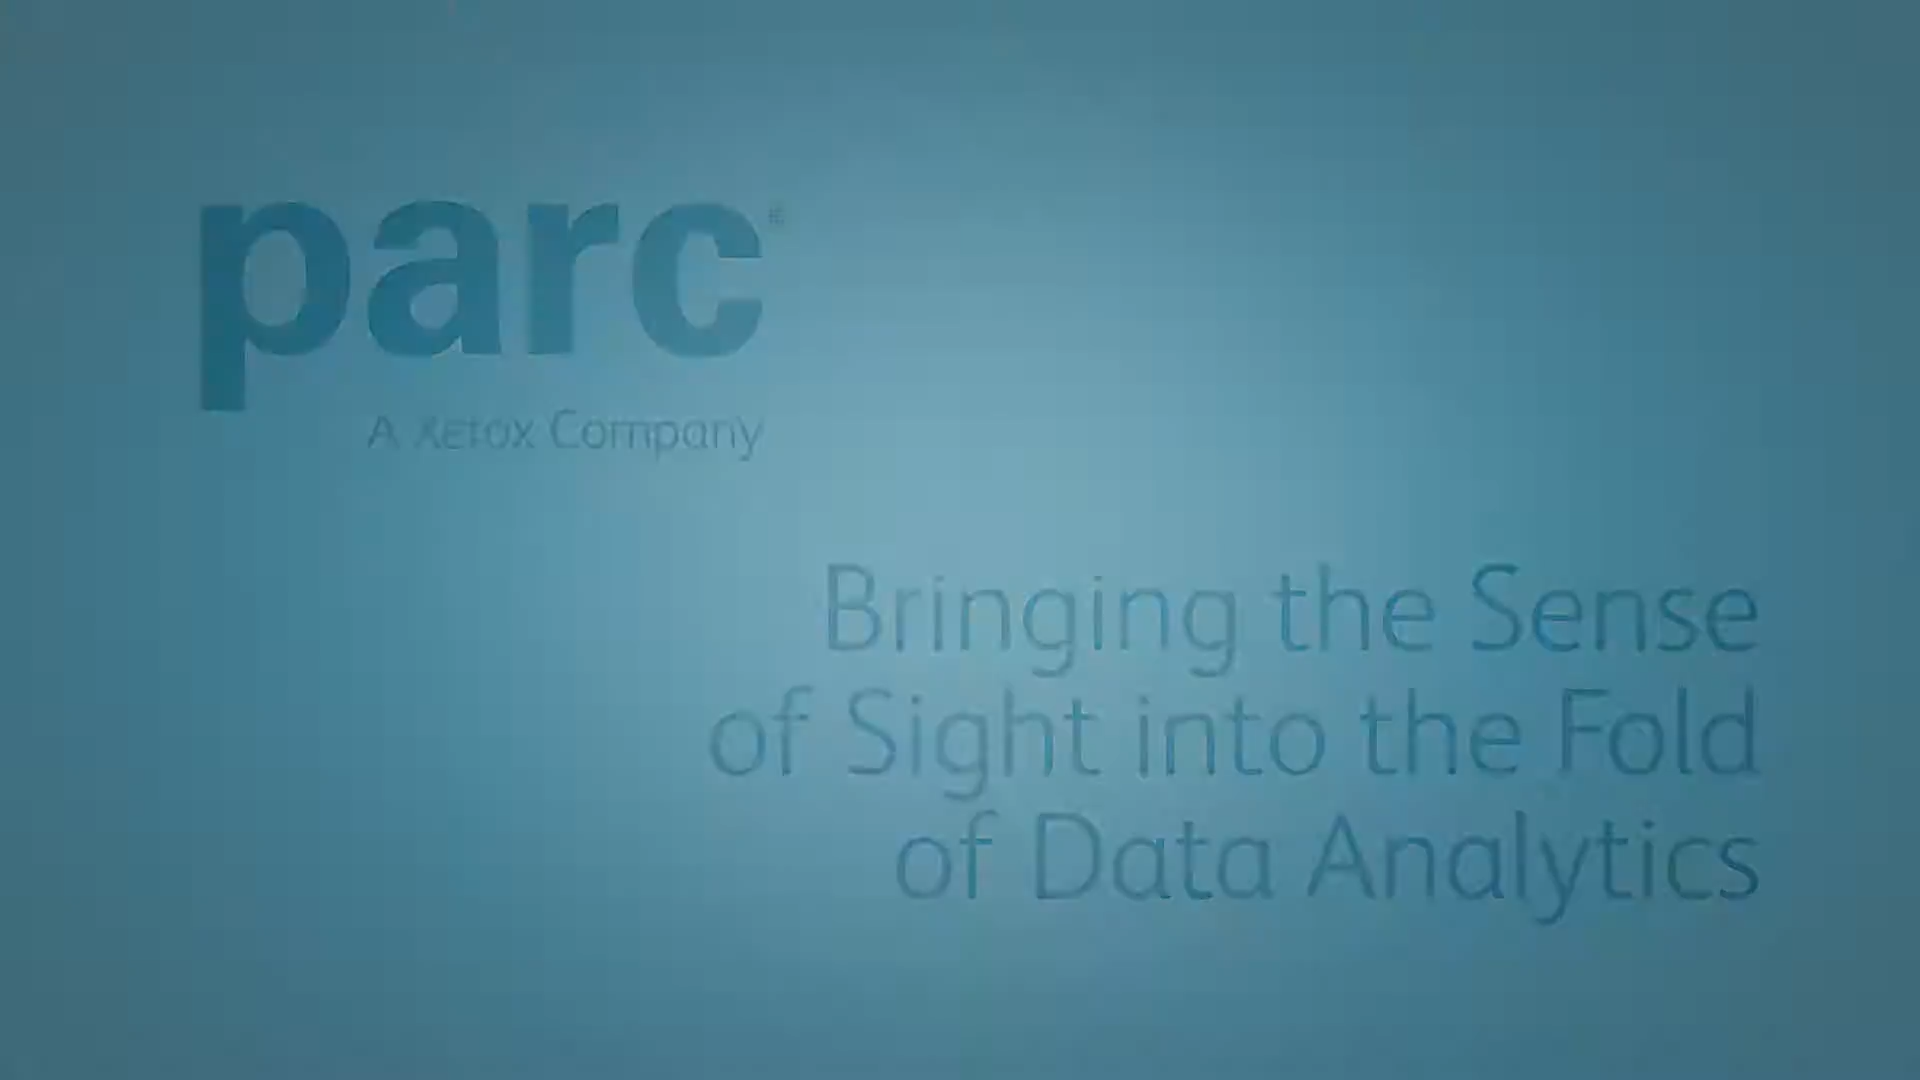 parc®
A Xerox Company
Bringing the Sense
of Sight into the Fold
of Data Analytics